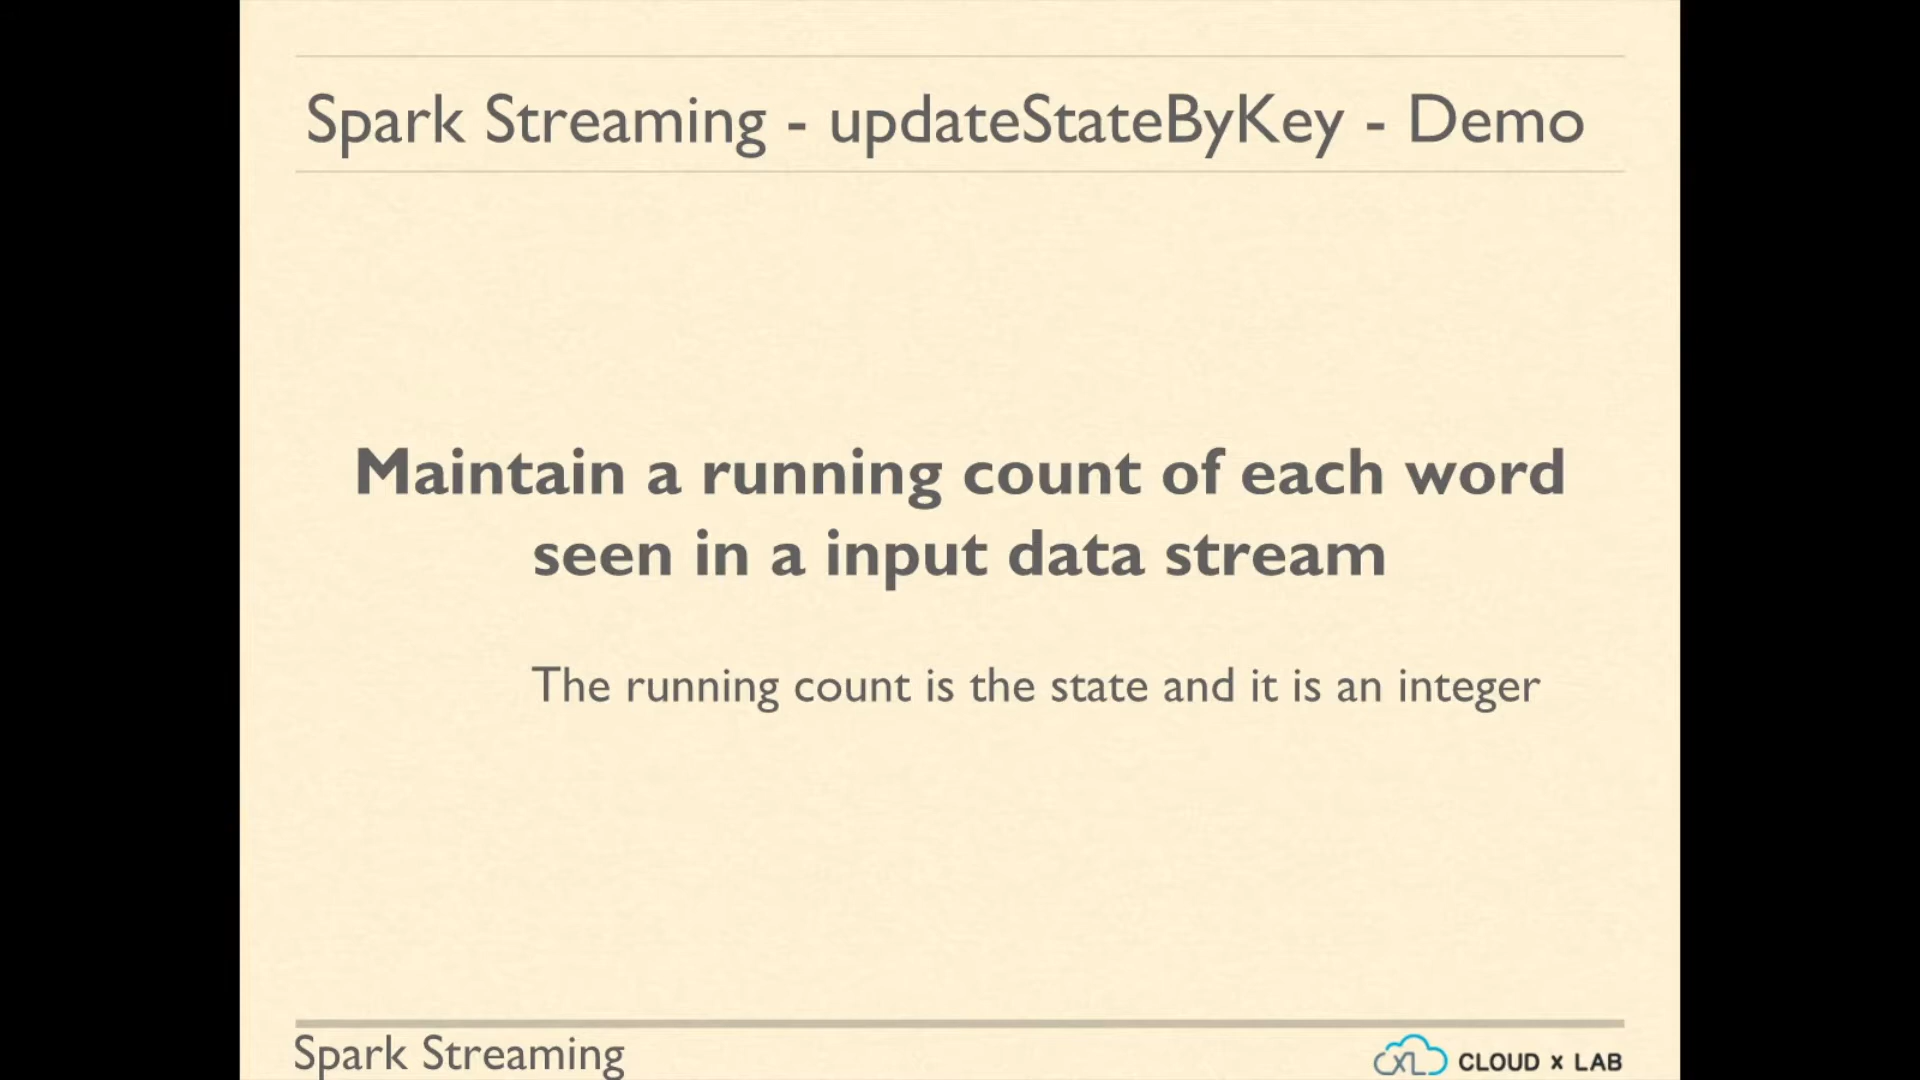 Spark Streaming - updateStateByKey - Demo
Maintain a running count of each word
seen in a input data stream
The running count is the state and it is an integer
Spark Streaming
CLOUD x LAB